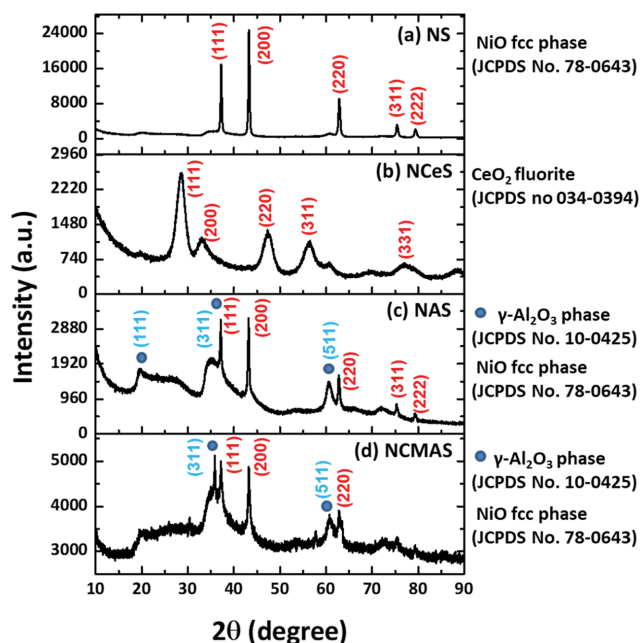 (a) NS
(111)
(200)
(220)
(311)
(222)
24000
16000
8000
0
NiO fcc phase
(JCPDS No. 78-0643)
(b) NCeS
(111)
(200)
(220)
(311)
(331)
2960
2220
1480
740
0
CeO₂ fluorite
(JCPDS no 034-0394)
(c) NAS
(111)
(311)
(111)
(200)
(511)
(220)
(311)
(222)
2880
1920
960
0
γ-Al₂O₃ phase
(JCPDS No. 10-0425)
NiO fcc phase
(JCPDS No. 78-0643)
(d) NCMAS
(311)
(111)
(200)
(511)
(220)
5000
4000
3000
γ-Al₂O₃ phase
(JCPDS No. 10-0425)
NiO fcc phase
(JCPDS No. 78-0643)
Intensity (a.u.)
10 20 30 40 50 60 70 80 90
2θ (degree)